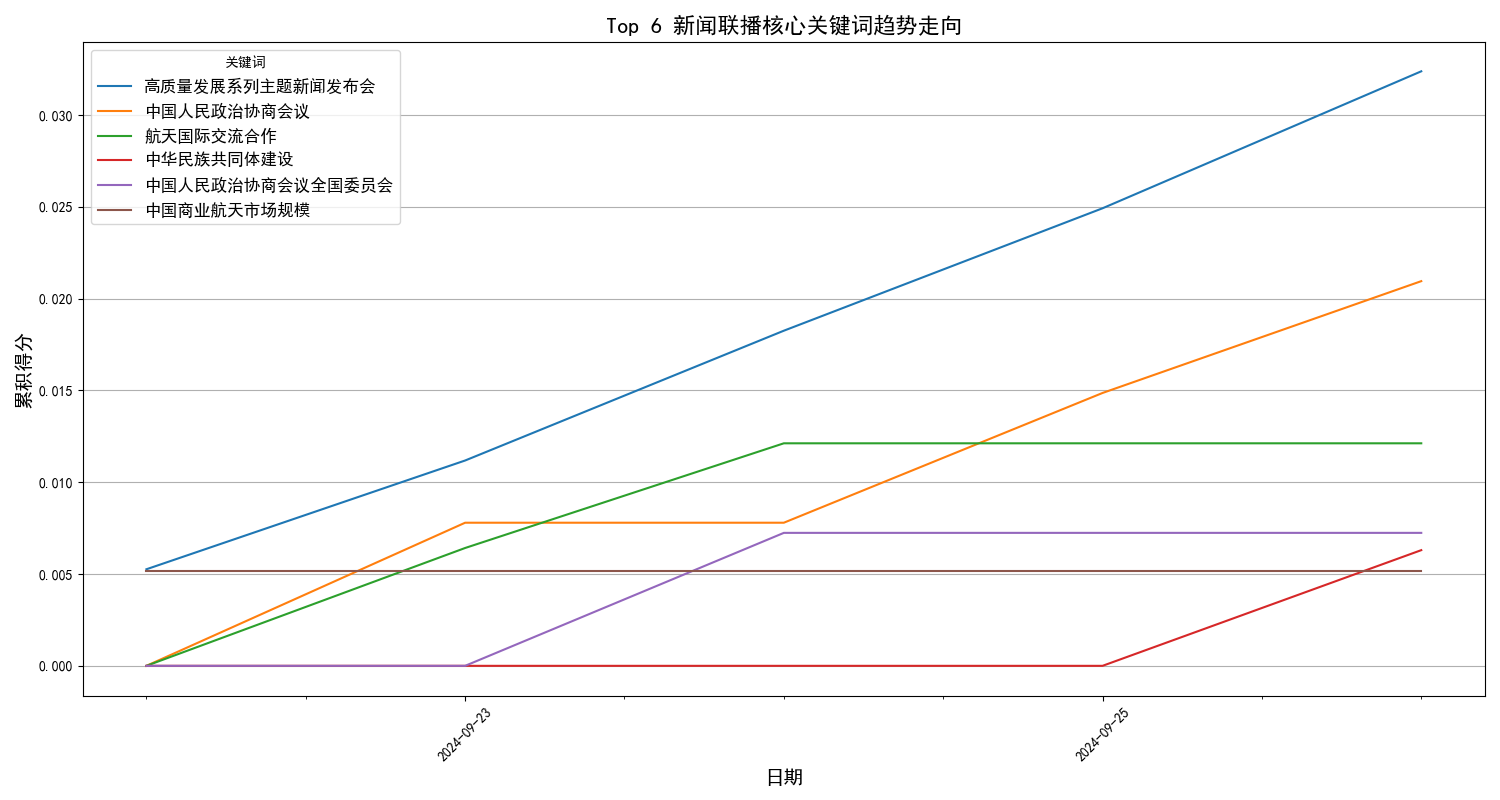 Top 6 新闻联播核心关键词趋势走向
关键词
高质量发展系列主题新闻发布会
中国人民政治协商会议
航天国际交流合作
中华民族共同体建设
中国人民政治协商会议全国委员会
中国商业航天市场规模
累积得分
0.030
0.025
0.020
0.015
0.010
0.005
0.000
2024-09-23
2024-09-25
日期